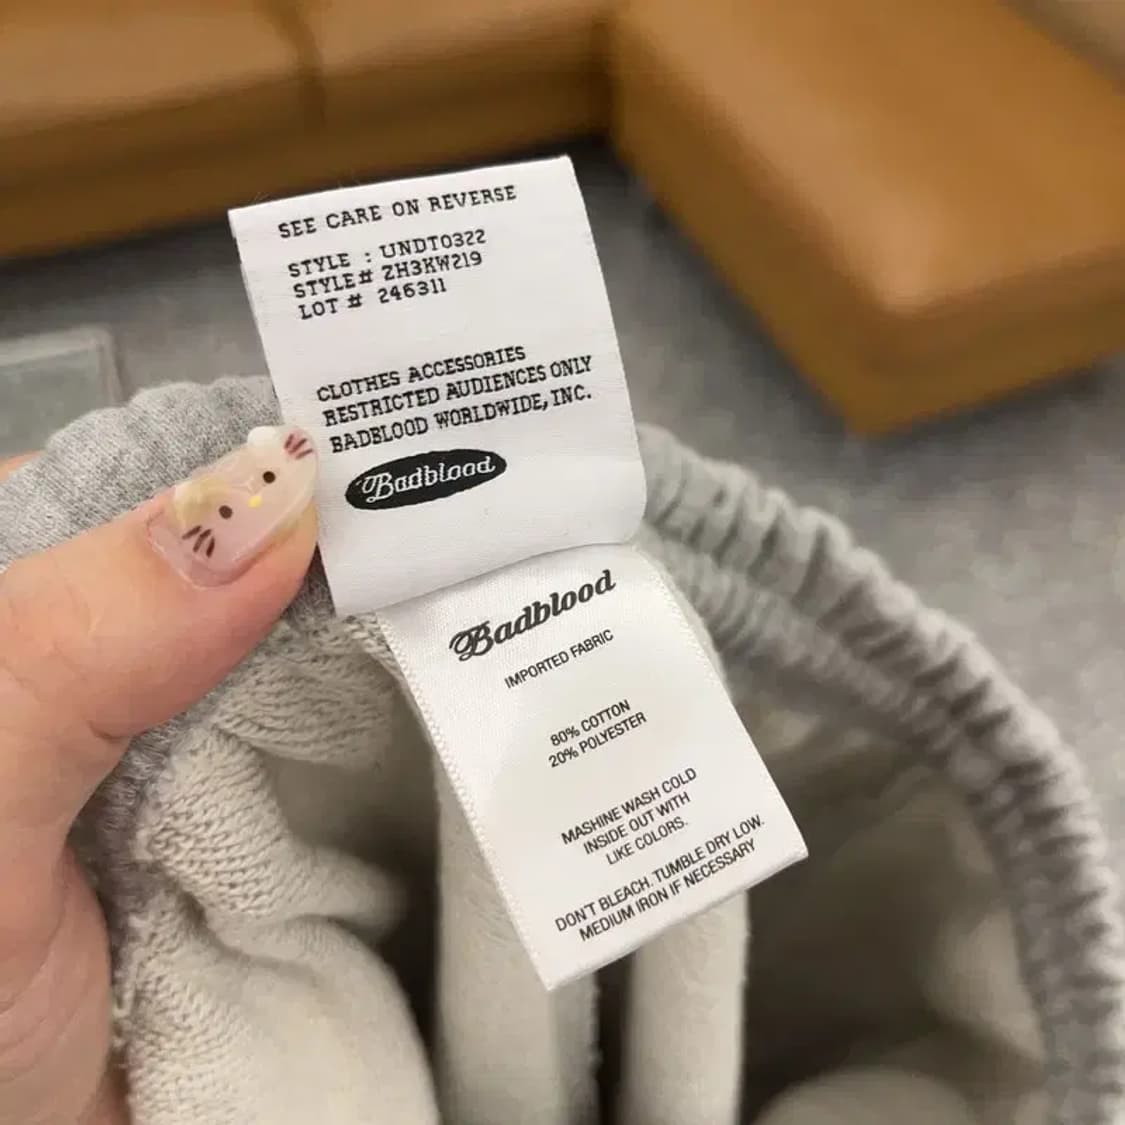 SEE CARE ON REVERSE
STYLE : UNDT0322
STYLE# ZH3KW219
LOT # 246311
CLOTHES ACCESSORIES
RESTRICTED AUDIENCES ONLY
BADBLOOD WORLDWIDE, INC.
Badblood
Badblood
IMPORTED FABRIC
80% COTTON
20% POLYESTER
MASHINE WASH COLD
INSIDE OUT WITH
LIKE COLORS.
DON'T BLEACH. TUMBLE DRY LOW.
MEDIUM IRON IF NECESSARY